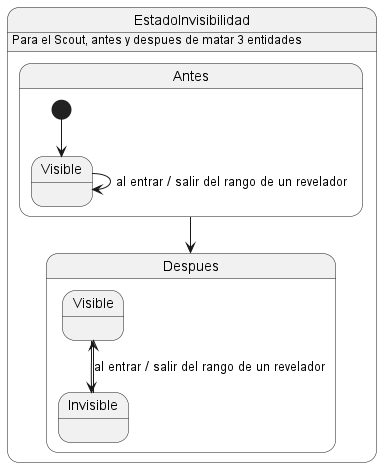 EstadoInvisibilidad
Para el Scout, antes y despues de matar 3 entidades
Antes
Visible
al entrar / salir del rango de un revelador
Despues
Visible
al entrar / salir del rango de un revelador
Invisible